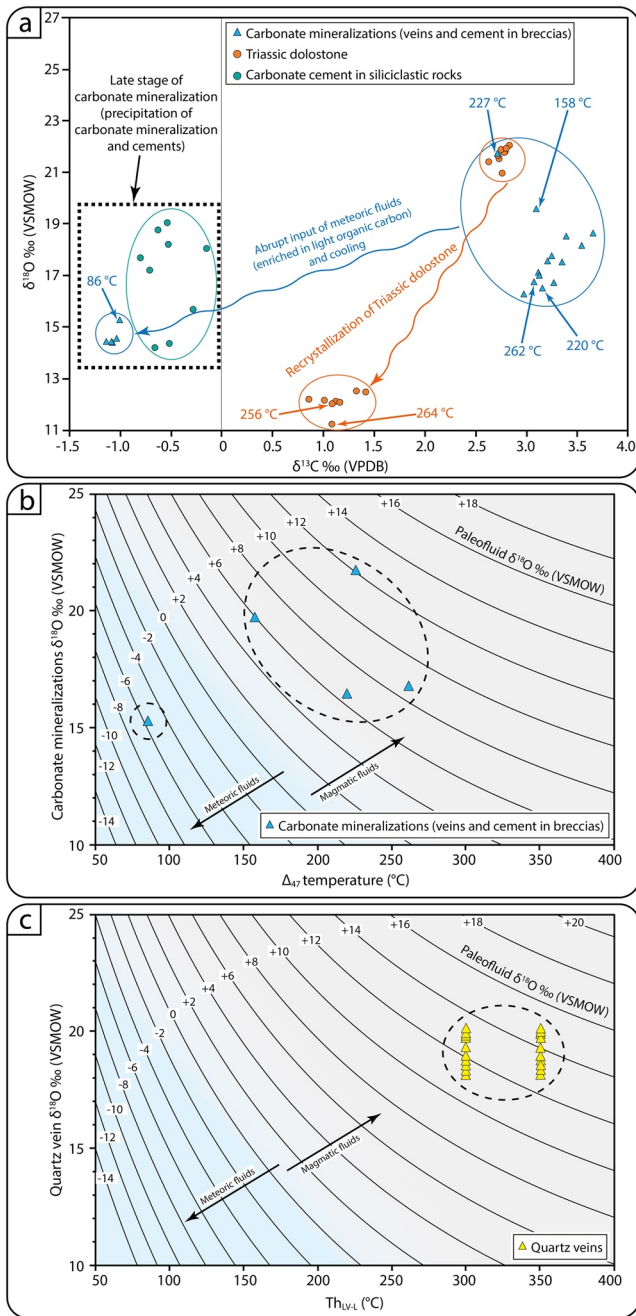 a
27
25
23
21
19
17
15
13
11
δ¹⁸O ‰ (VSMOW)
Carbonate mineralizations (veins and cement in breccias)
Triassic dolostone
Carbonate cement in siliciclastic rocks
Late stage of
carbonate mineralization
(precipitation of
carbonate mineralization
and cements)
227 °C
158 °C
Abrupt input of meteoric fluids
(enriched in light organic carbon)
and cooling
86 °C
Recrystallization of Triassic dolostone
262 °C
220 °C
256 °C
264 °C
-1.5
-1.0
-0.5
0
0.5
1.0
1.5
2.0
2.5
3.0
3.5
4.0
δ¹³C ‰ (VPDB)
b
25
20
15
10
Carbonate mineralizations δ¹⁸O ‰ (VSMOW)
+18
+16
+14
+12
+10
+8
+6
+4
+2
0
-2
-4
-6
-8
-10
-12
-14
Paleofluid δ¹⁸O ‰ (VSMOW)
Meteoric fluids
Magmatic fluids
Carbonate mineralizations (veins and cement in breccias)
50
100
150
200
250
300
350
400
Δ₄₇ temperature (°C)
c
25
20
15
10
Quartz vein δ¹⁸O ‰ (VSMOW)
+20
+18
+16
+14
+12
+10
+8
+6
+4
+2
0
-2
-4
-6
-8
-10
-12
-14
Paleofluid δ¹⁸O ‰ (VSMOW)
Meteoric fluids
Magmatic fluids
Quartz veins
50
100
150
200
250
300
350
400
Th_LV-L (°C)